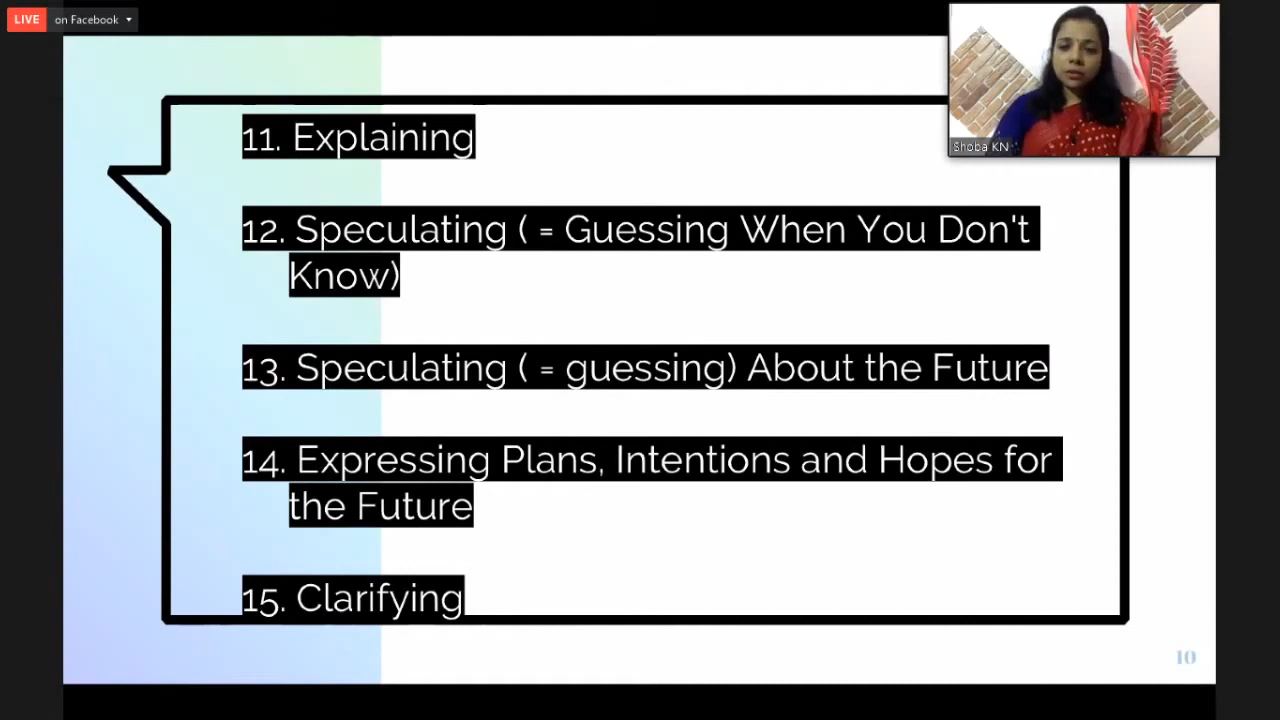 LIVE on Facebook
Shoba KN
11. Explaining
12. Speculating ( = Guessing When You Don't
Know)
13. Speculating ( = guessing) About the Future
14. Expressing Plans, Intentions and Hopes for
the Future
15. Clarifying
10